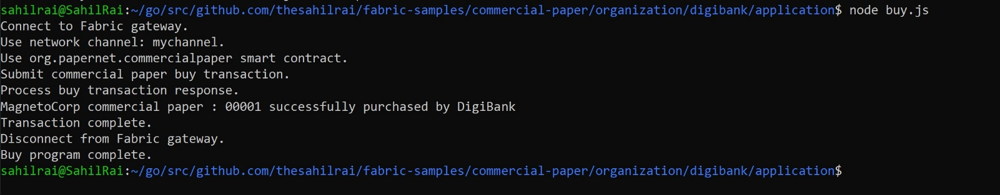 sahilrai@SahilRai:~/go/src/github.com/thesahilrai/fabric-samples/commercial-paper/organization/digibank/application$ node buy.js
Connect to Fabric gateway.
Use network channel: mychannel.
Use org.papernet.commercialpaper smart contract.
Submit commercial paper buy transaction.
Process buy transaction response.
MagnetoCorp commercial paper : 00001 successfully purchased by DigiBank
Transaction complete.
Disconnect from Fabric gateway.
Buy program complete.
sahilrai@SahilRai:~/go/src/github.com/thesahilrai/fabric-samples/commercial-paper/organization/digibank/application$